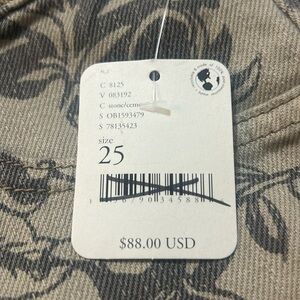 C 8125
V 083192
C stone/ceme
S OB1593479
S 78135423
size
25
$88.00 USD